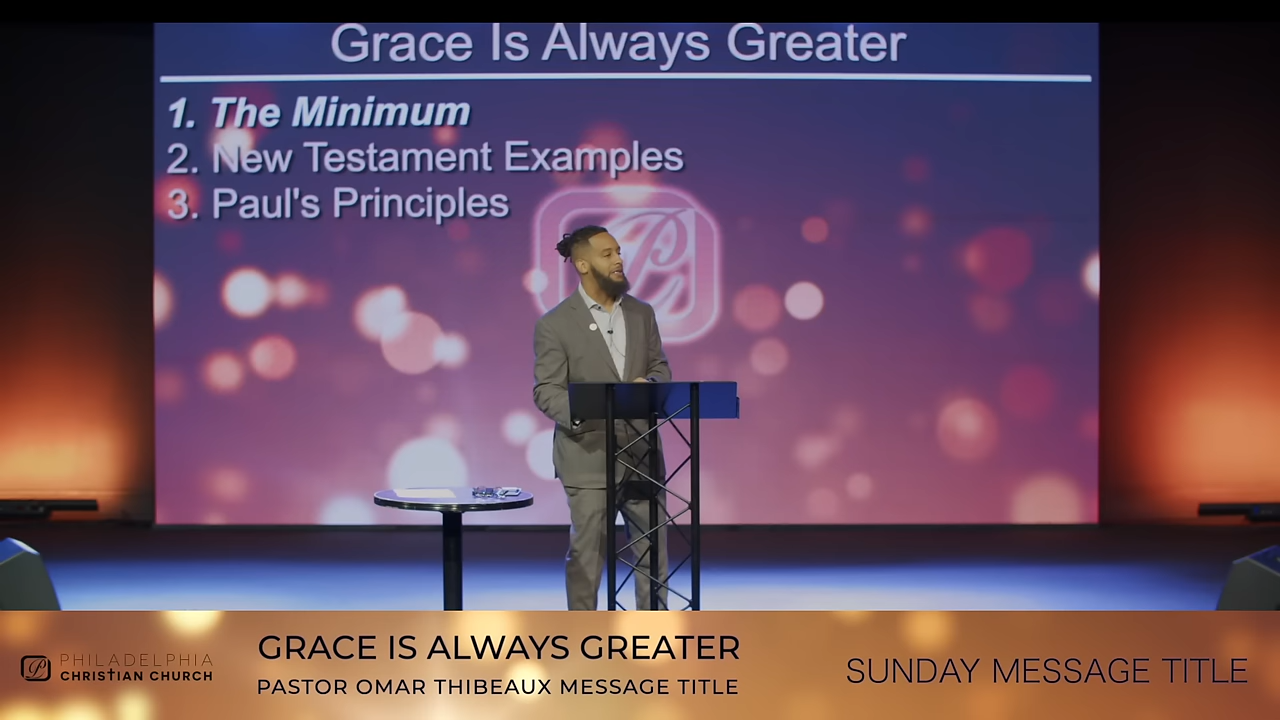 Grace Is Always Greater
1. The Minimum
2. New Testament Examples
3. Paul's Principles
PHILADELPHIA
CHRISTIAN CHURCH
GRACE IS ALWAYS GREATER
PASTOR OMAR THIBEAUX MESSAGE TITLE
SUNDAY MESSAGE TITLE